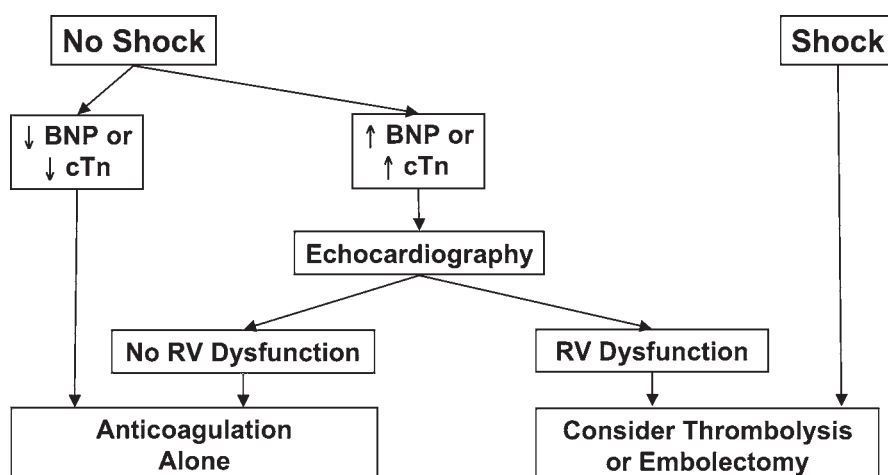 No Shock
Shock
↓ BNP or
↓ cTn
↑ BNP or
↑ cTn
Echocardiography
No RV Dysfunction
RV Dysfunction
Anticoagulation
Alone
Consider Thrombolysis
or Embolectomy